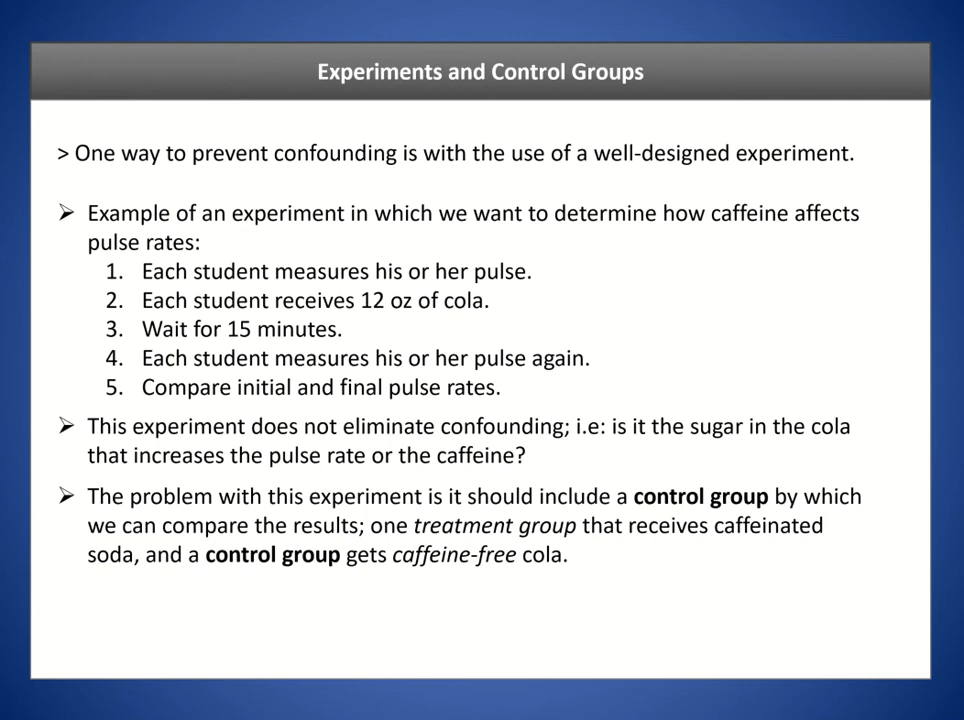 Experiments and Control Groups
> One way to prevent confounding is with the use of a well-designed experiment.
➢ Example of an experiment in which we want to determine how caffeine affects
pulse rates:
1. Each student measures his or her pulse.
2. Each student receives 12 oz of cola.
3. Wait for 15 minutes.
4. Each student measures his or her pulse again.
5. Compare initial and final pulse rates.
➢ This experiment does not eliminate confounding; i.e: is it the sugar in the cola
that increases the pulse rate or the caffeine?
➢ The problem with this experiment is it should include a control group by which
we can compare the results; one treatment group that receives caffeinated
soda, and a control group gets caffeine-free cola.